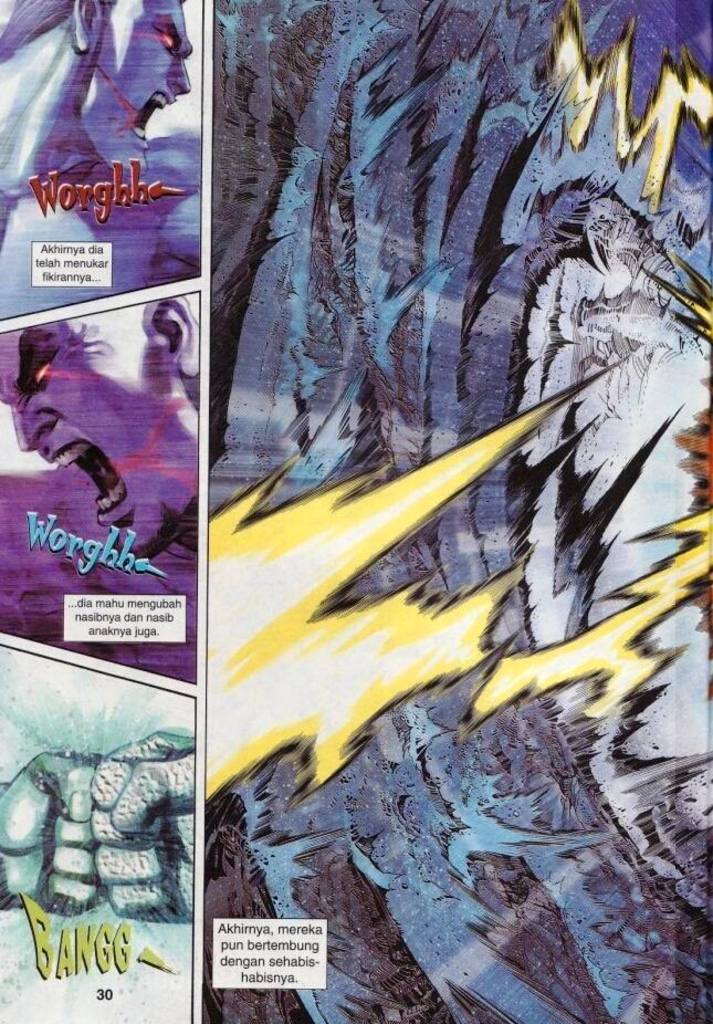 Worghh
Akhirnya dia
telah menukar
fikirannya...
Worghh
...dia mahu mengubah
nasibnya dan nasib
anaknya juga.
BANGG
30
Akhirnya, mereka
pun bertembung
dengan sehabis-
habisnya.